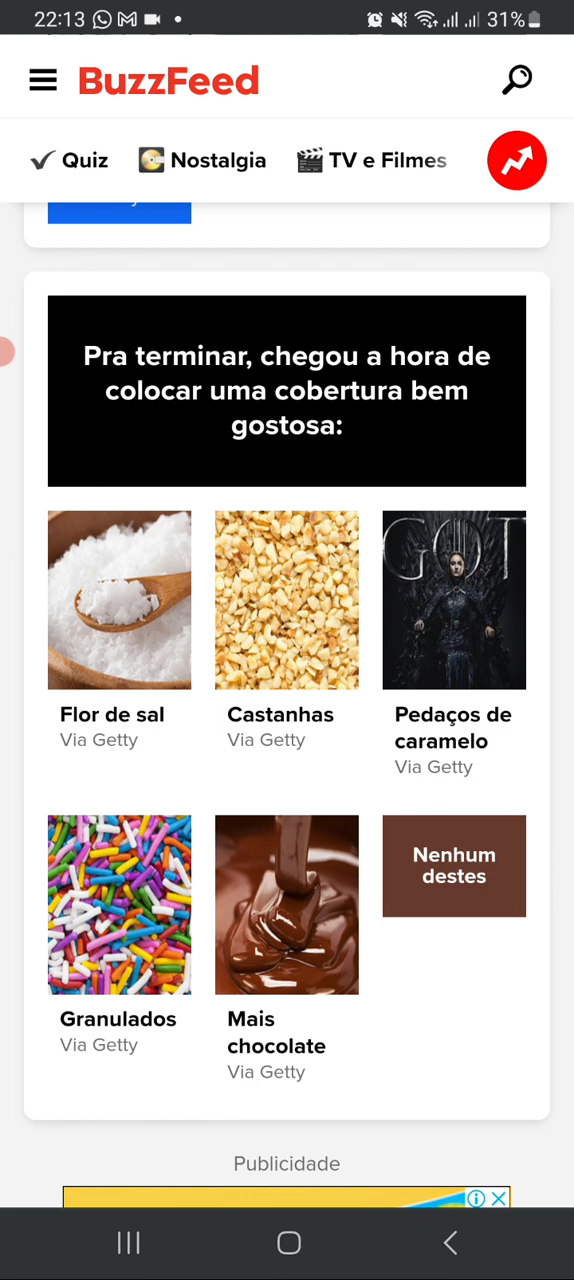 22:13 31%
BuzzFeed
Quiz Nostalgia TV e Filmes
Pra terminar, chegou a hora de
colocar uma cobertura bem
gostosa:
GOT
Flor de sal
Via Getty
Castanhas
Via Getty
Pedaços de
caramelo
Via Getty
Nenhum
destes
Granulados
Via Getty
Mais
chocolate
Via Getty
Publicidade